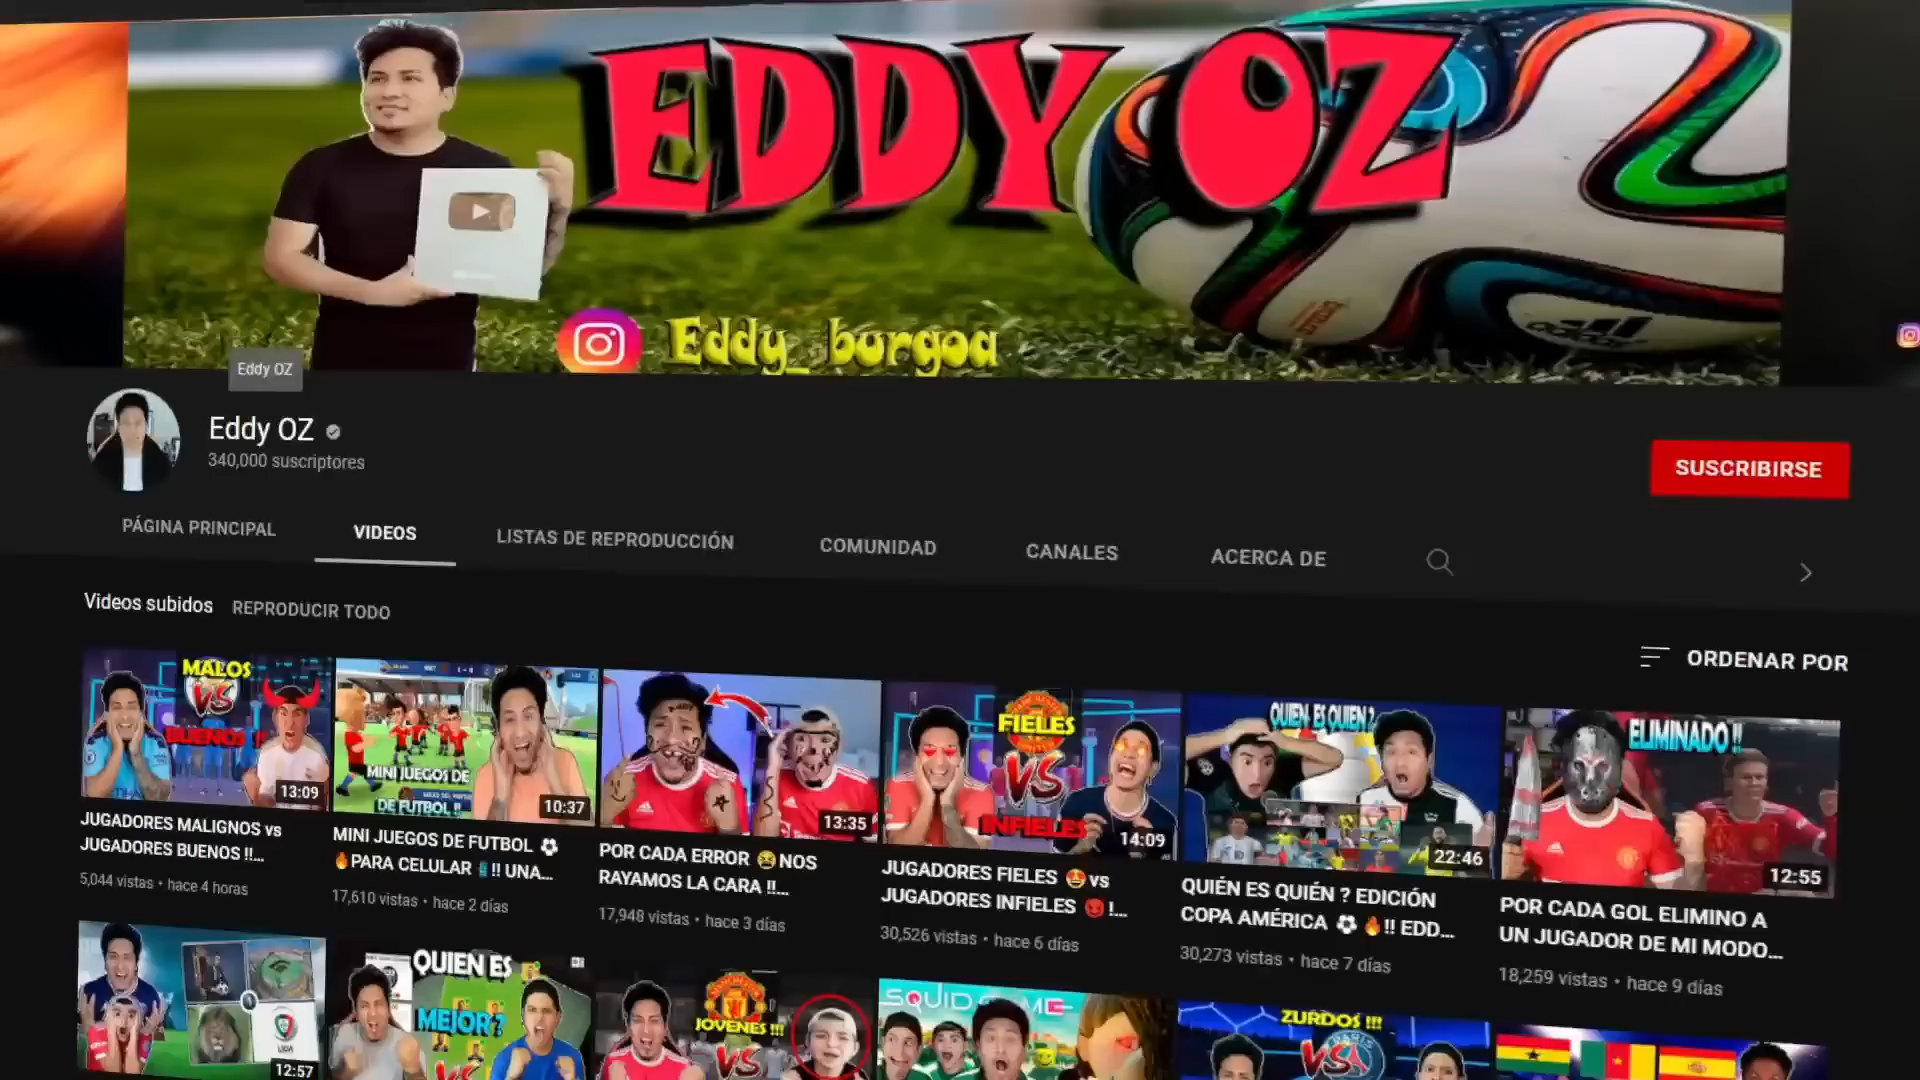 EDDY OZ
Eddy_burgoa
Eddy OZ
Eddy OZ
340,000 suscriptores
SUSCRIBIRSE
PÁGINA PRINCIPAL
VIDEOS
LISTAS DE REPRODUCCIÓN
COMUNIDAD
CANALES
ACERCA DE
Videos subidos
REPRODUCIR TODO
ORDENAR POR
MALOS
VS
BUENOS !!
13:09
JUGADORES MALIGNOS vs
JUGADORES BUENOS !!...
5,044 vistas • hace 4 horas
MINI JUEGOS DE
DE FUTBOL !!
10:37
MINI JUEGOS DE FUTBOL ⚽
🔥PARA CELULAR 📱!! UNA...
17,610 vistas • hace 2 días
13:35
POR CADA ERROR 😫NOS
RAYAMOS LA CARA !!...
17,948 vistas • hace 3 días
FIELES
VS
INFIELES
14:09
JUGADORES FIELES 😍vs
JUGADORES INFIELES 😈!...
30,526 vistas • hace 6 días
QUIEN ES QUIEN ?
22:46
QUIÉN ES QUIÉN ? EDICIÓN
COPA AMÉRICA ⚽🔥!! EDD...
30,273 vistas • hace 7 días
ELIMINADO !!
12:55
POR CADA GOL ELIMINO A
UN JUGADOR DE MI MODO...
18,259 vistas • hace 9 días
12:57
QUIEN ES
MEJOR?
VS
JOVENES !!!
VS
SQUID GAME
ZURDOS !!!
VS
PARIS